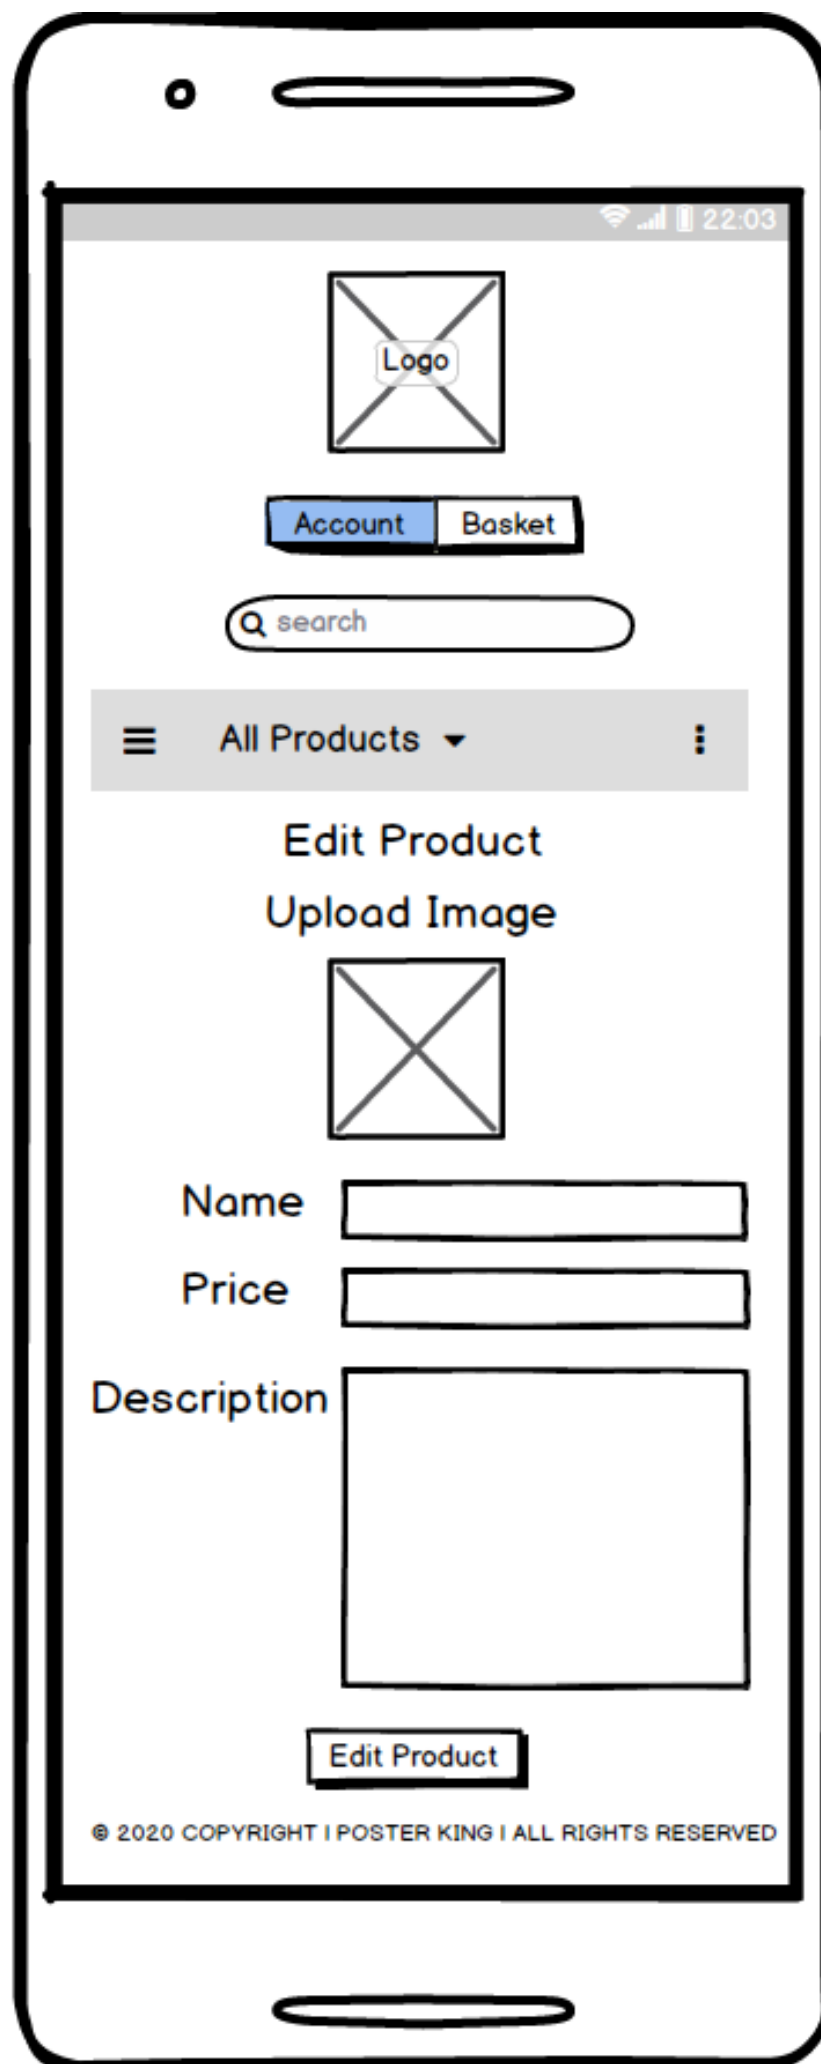 22:03
Logo
Account Basket
search
All Products
Edit Product
Upload Image
Name
Price
Description
Edit Product
© 2020 COPYRIGHT | POSTER KING | ALL RIGHTS RESERVED